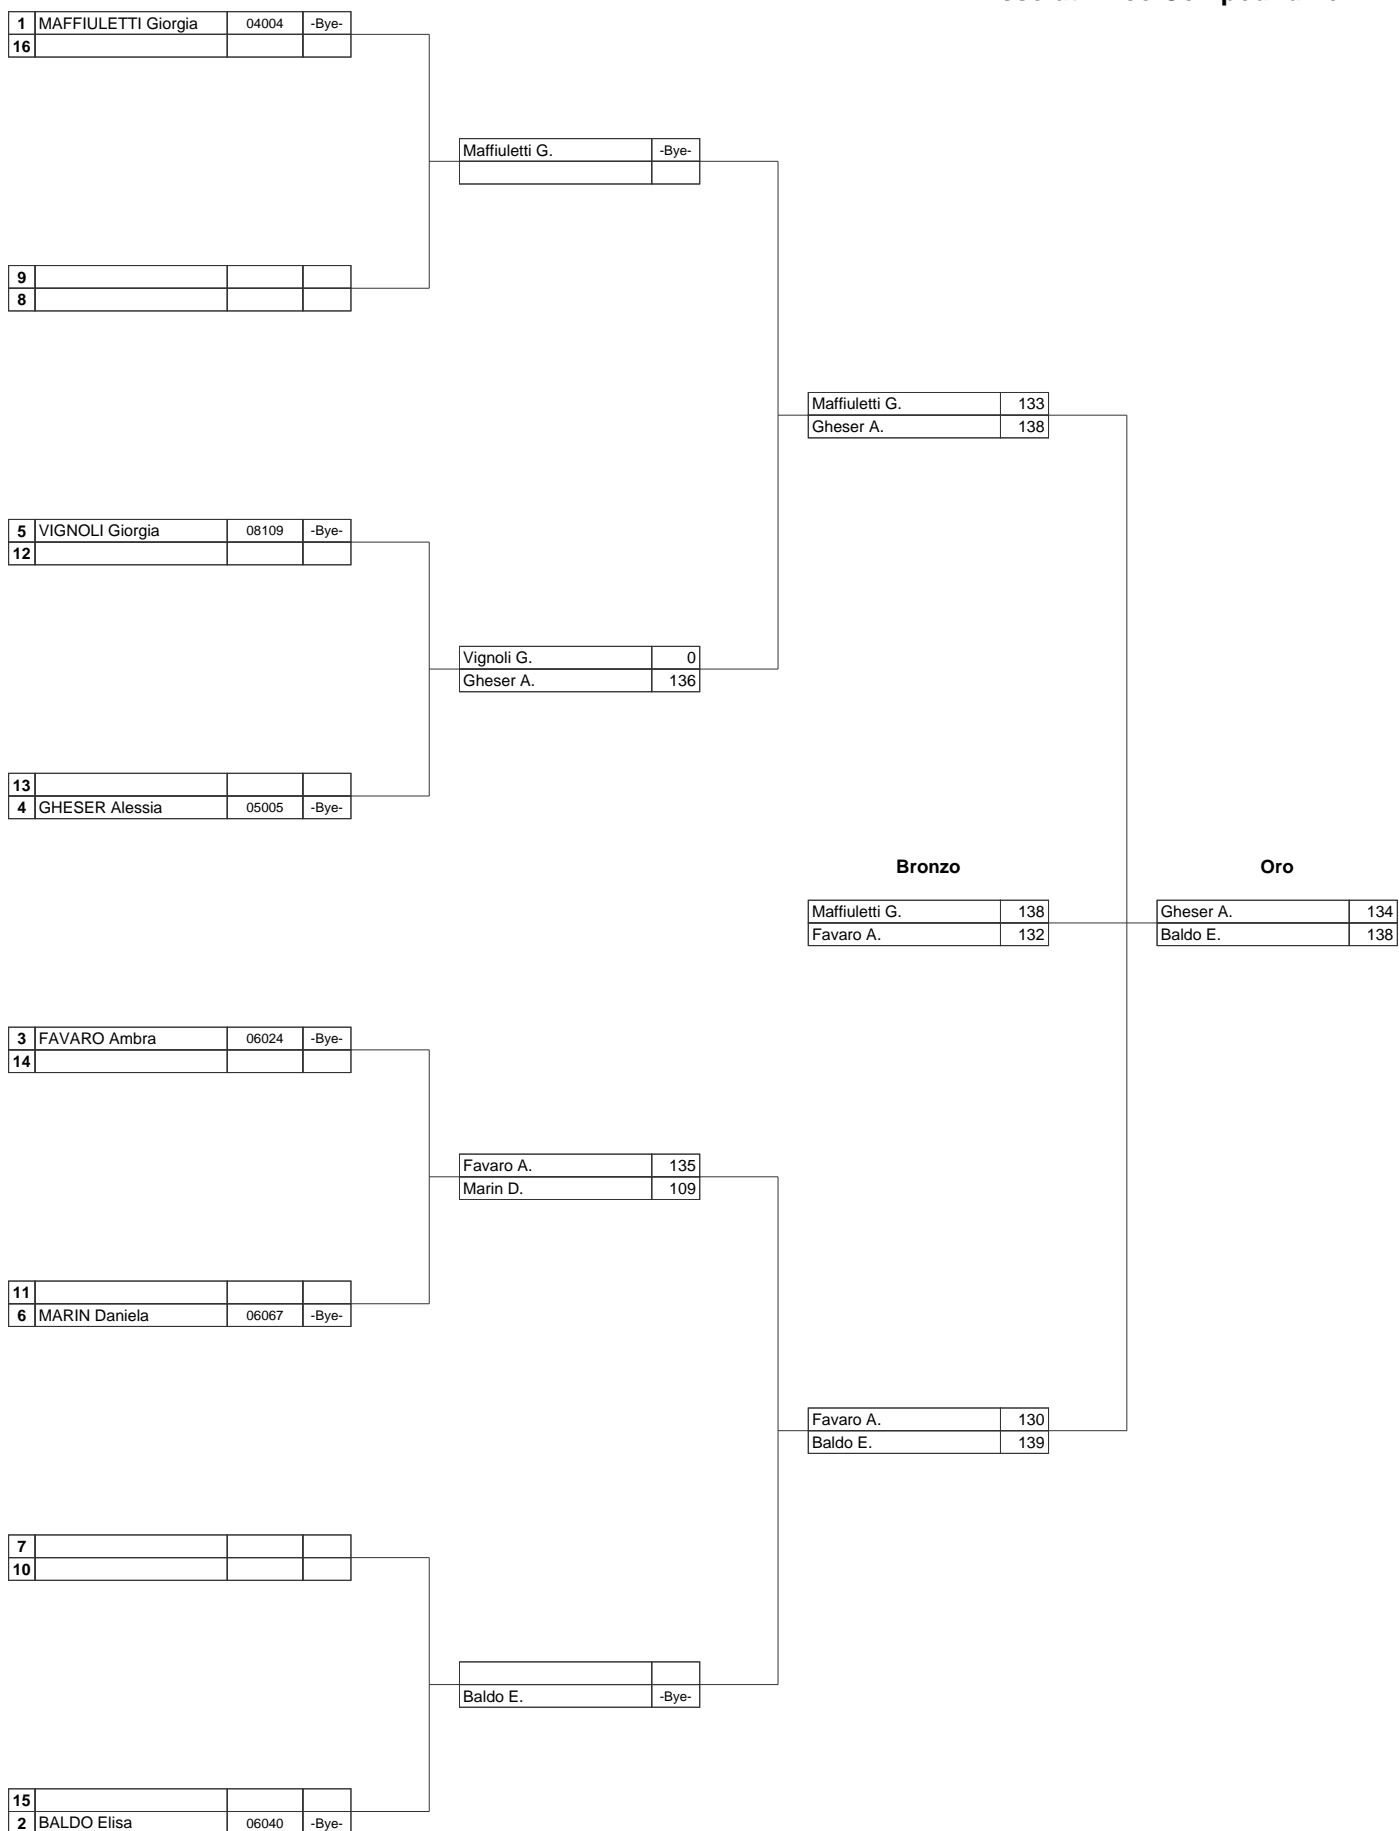 1 MAFFIULETTI Giorgia 04004 -Bye-
16
Maffiuletti G. -Bye-
9
8
Maffiuletti G. 133
Gheser A. 138
5 VIGNOLI Giorgia 08109 -Bye-
12
Vignoli G. 0
Gheser A. 136
13
4 GHESER Alessia 05005 -Bye-
Bronzo Oro
Maffiuletti G. 138 Gheser A. 134
Favaro A. 132 Baldo E. 138
3 FAVARO Ambra 06024 -Bye-
14
Favaro A. 135
Marin D. 109
11
6 MARIN Daniela 06067 -Bye-
Favaro A. 130
Baldo E. 139
7
10
Baldo E. -Bye-
15
2 BALDO Elisa 06040 -Bye-